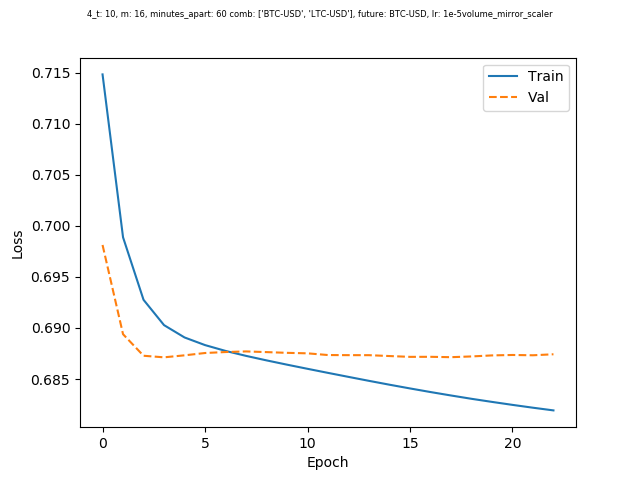 4_t: 10, m: 16, minutes_apart: 60 comb: ['BTC-USD', 'LTC-USD'], future: BTC-USD, lr: 1e-5volume_mirror_scaler
Train
Val
0.715
0.710
0.705
0.700
0.695
0.690
0.685
Loss
0
5
10
15
20
Epoch